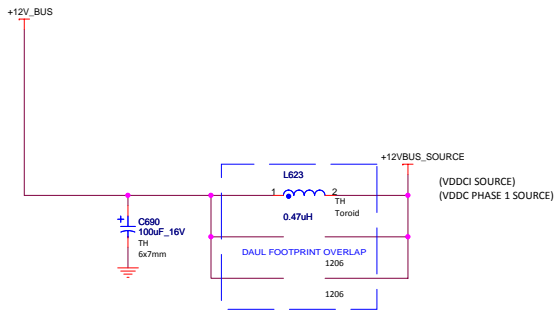 +12V_BUS
+12VBUS_SOURCE
L623
(VDDCI SOURCE)
1
2
(VDDC PHASE 1 SOURCE)
TH
Toroid
+
C690
0.47uH
100uF_16V
TH
6x7mm
DAUL FOOTPRINT OVERLAP
1206
1206